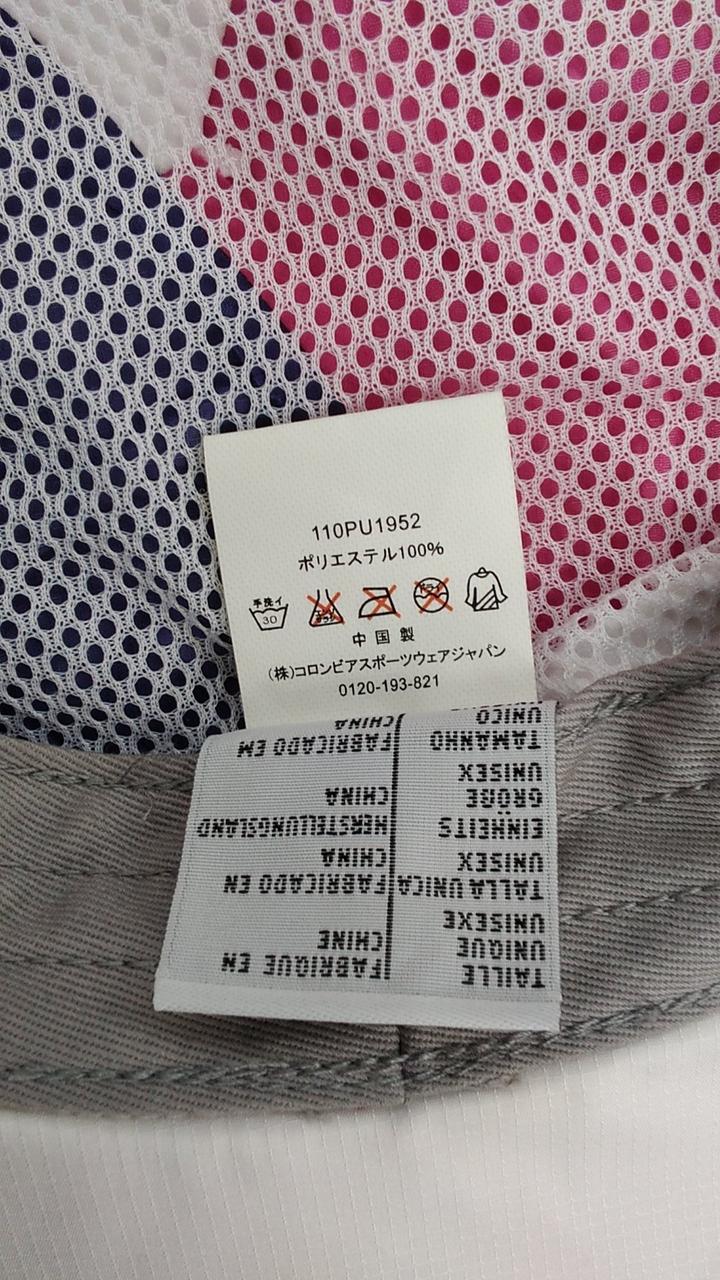 110PU1952
ポリエステル100%
手洗イ
30
中国製
(株)コロンビアスポーツウェアジャパン
0120-193-821
TAILLE
UNIQUE
UNISEXE
TALLA UNICA
UNISEX
EINHEITS
GRÖßE
UNISEX
TAMANHO
UNICO
FABRIQUE EN
CHINE
FABRICADO EN
CHINA
HERSTELLUNGSLAND
CHINA
FABRICADO EM
CHINA